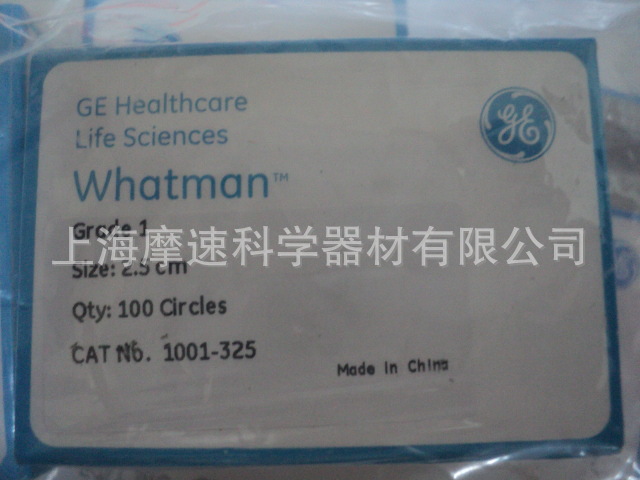 GE Healthcare
Life Sciences
GE
Whatman™
Grade 1
上海摩速科学器材有限公司
Size: 2.5 cm
Qty: 100 Circles
CAT No. 1001-325
Made in China